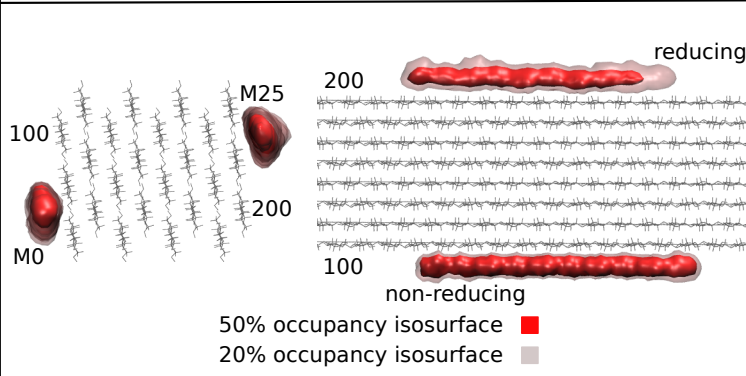 M25
100
200
M0
reducing
200
100
non-reducing
50% occupancy isosurface
20% occupancy isosurface